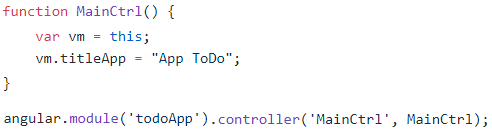 function MainCtrl() {
    var vm = this;
    vm.titleApp = "App ToDo";
}
angular.module('todoApp').controller('MainCtrl', MainCtrl);